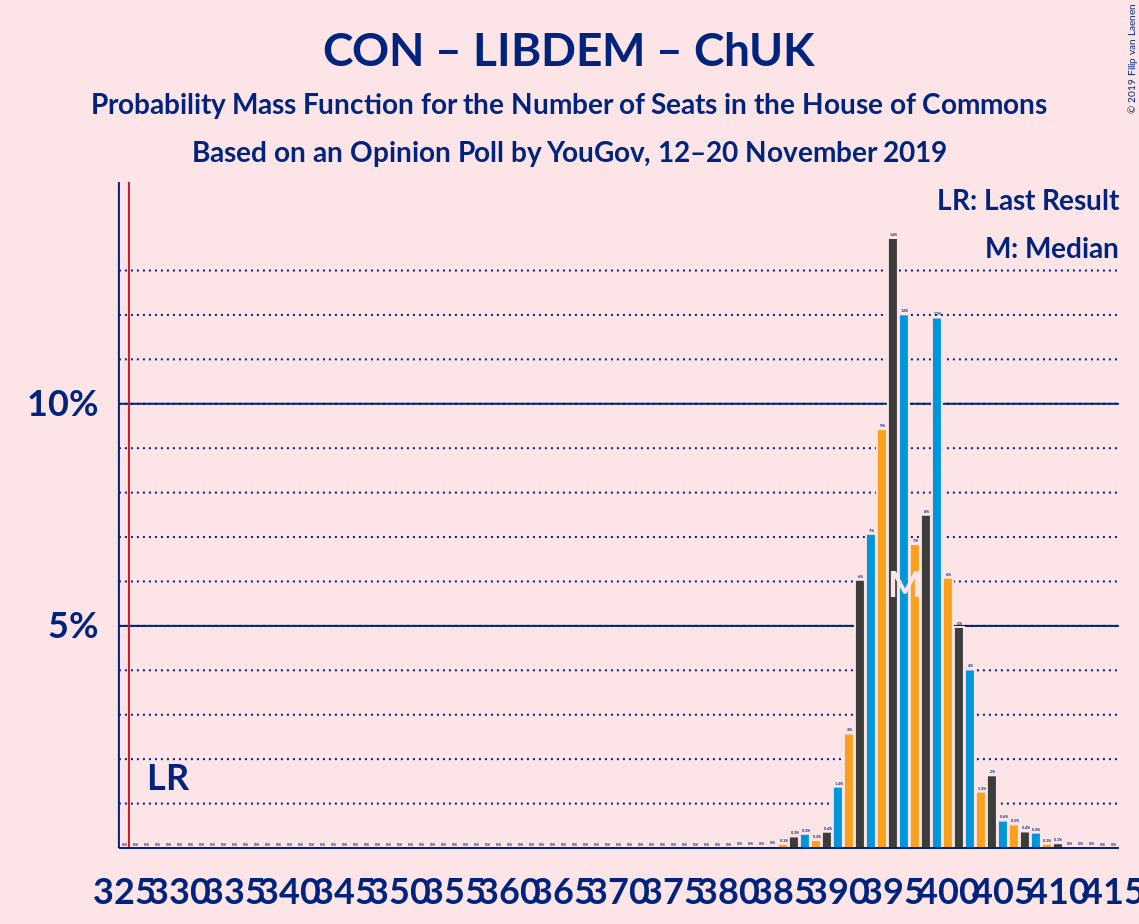 CON – LIBDEM – ChUK
Probability Mass Function for the Number of Seats in the House of Commons
Based on an Opinion Poll by YouGov, 12–20 November 2019
© 2019 Filip van Laenen
LR: Last Result
M: Median
10%
5%
LR
M
325 330 335 340 345 350 355 360 365 370 375 380 385 390 395 400 405 410 415